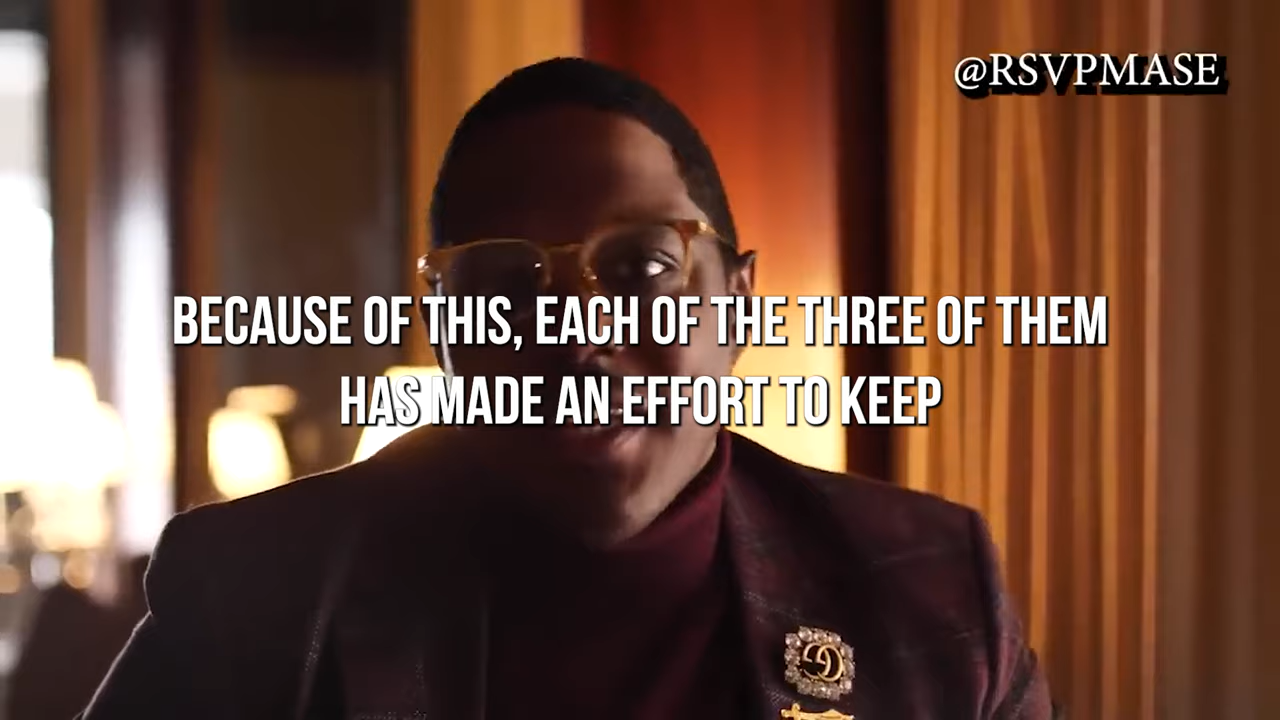 @RSVPMASE
BECAUSE OF THIS, EACH OF THE THREE OF THEM
HAS MADE AN EFFORT TO KEEP